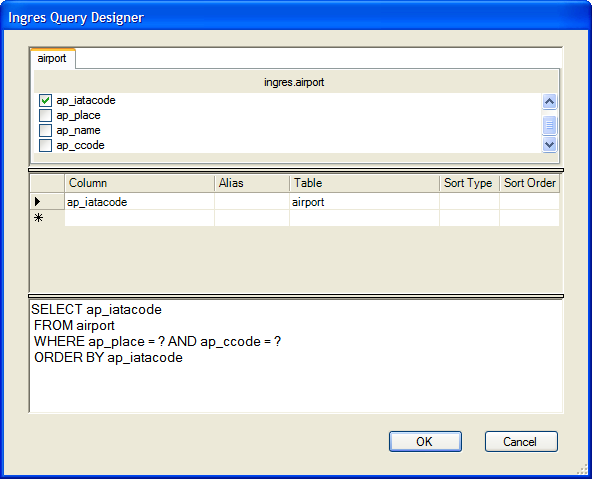 Ingres Query Designer
airport
ingres.airport
ap_iatacode
ap_place
ap_name
ap_ccode
Column Alias Table Sort Type Sort Order
ap_iatacode airport
SELECT ap_iatacode
FROM airport
WHERE ap_place = ? AND ap_ccode = ?
ORDER BY ap_iatacode
OK Cancel